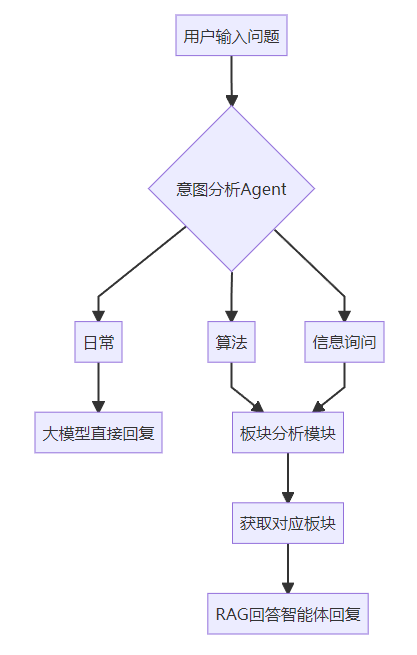 用户输入问题
意图分析Agent
日常
算法
信息询问
大模型直接回复
板块分析模块
获取对应板块
RAG回答智能体回复